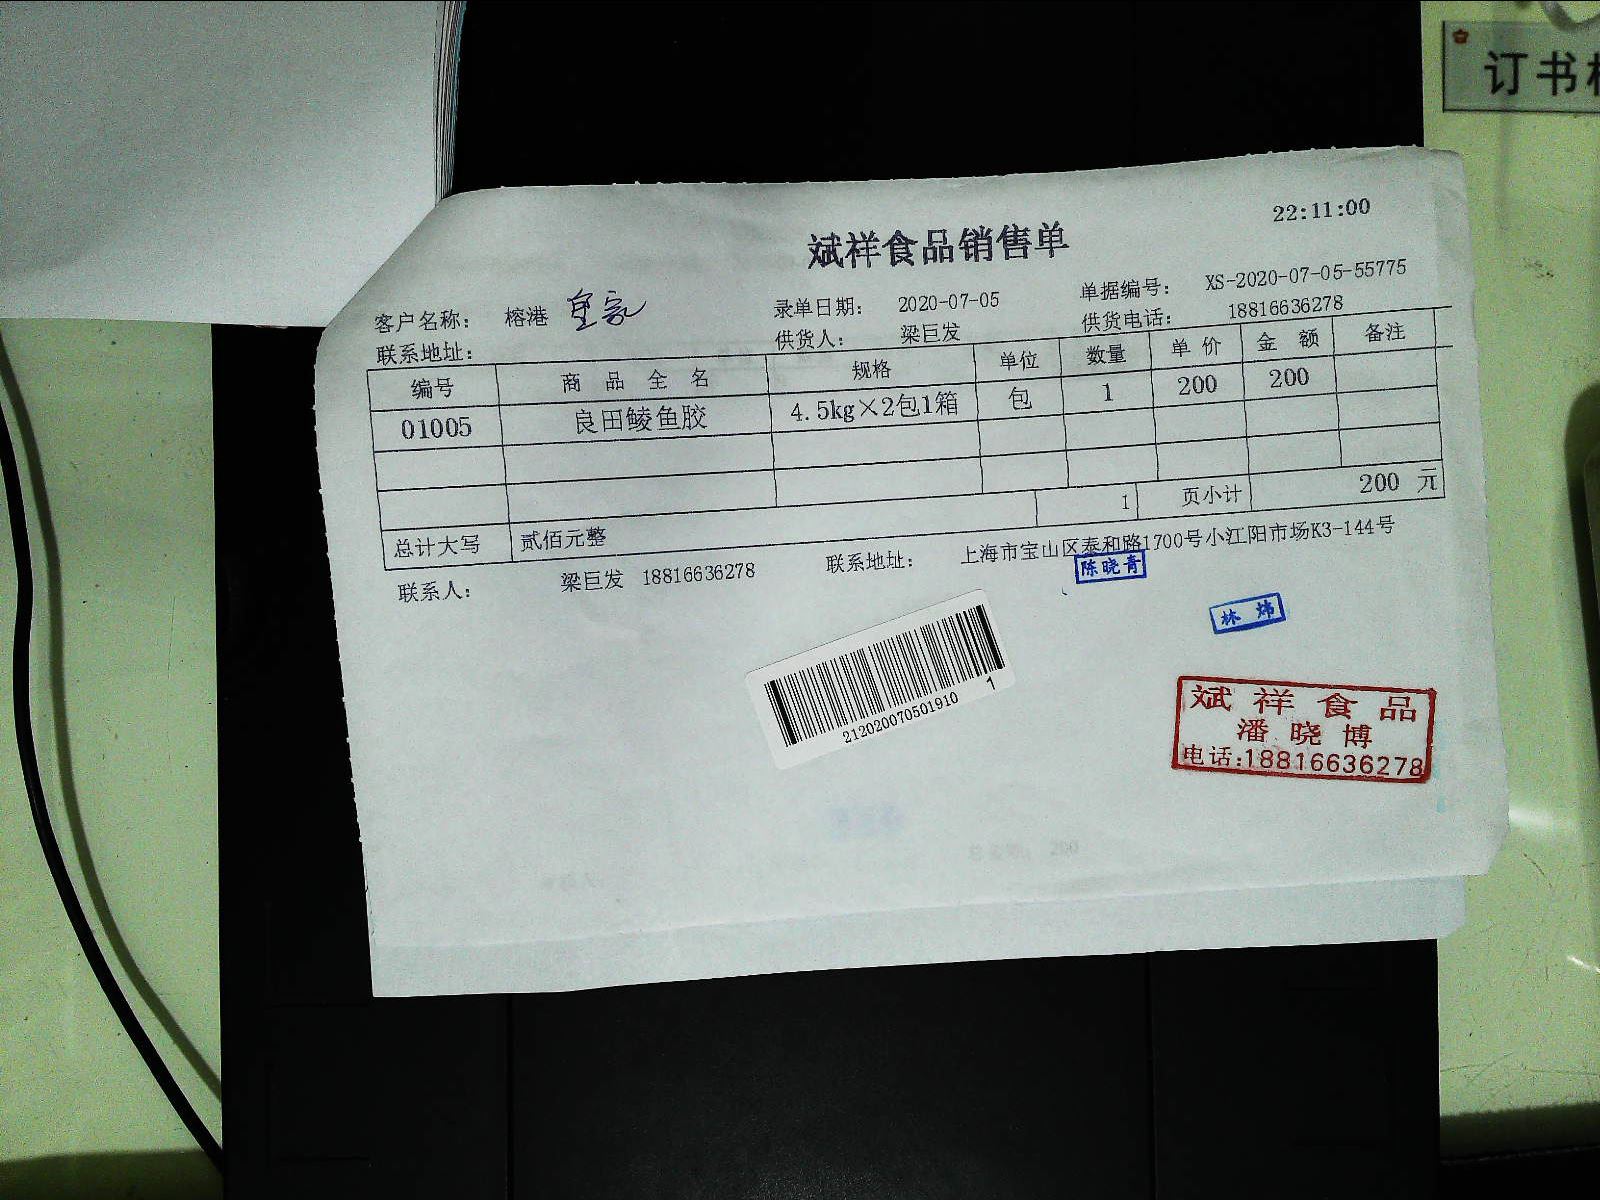 订书机
22:11:00
斌祥食品销售单
客户名称: 榕港 皇家 录单日期: 2020-07-05 单据编号: XS-2020-07-05-55775
联系地址: 供货人: 梁巨发 供货电话: 18816636278
编号 商品全名 规格 单位 数量 单价 金额 备注
01005 良田鲮鱼胶 4.5kg×2包1箱 包 1 200 200
1 页小计 200 元
总计大写 贰佰元整
联系人: 梁巨发 18816636278 联系地址: 上海市宝山区泰和路1700号小江阳市场K3-144号
陈晓青
林炜
212020070501910 1
斌祥食品
潘晓博
电话:18816636278